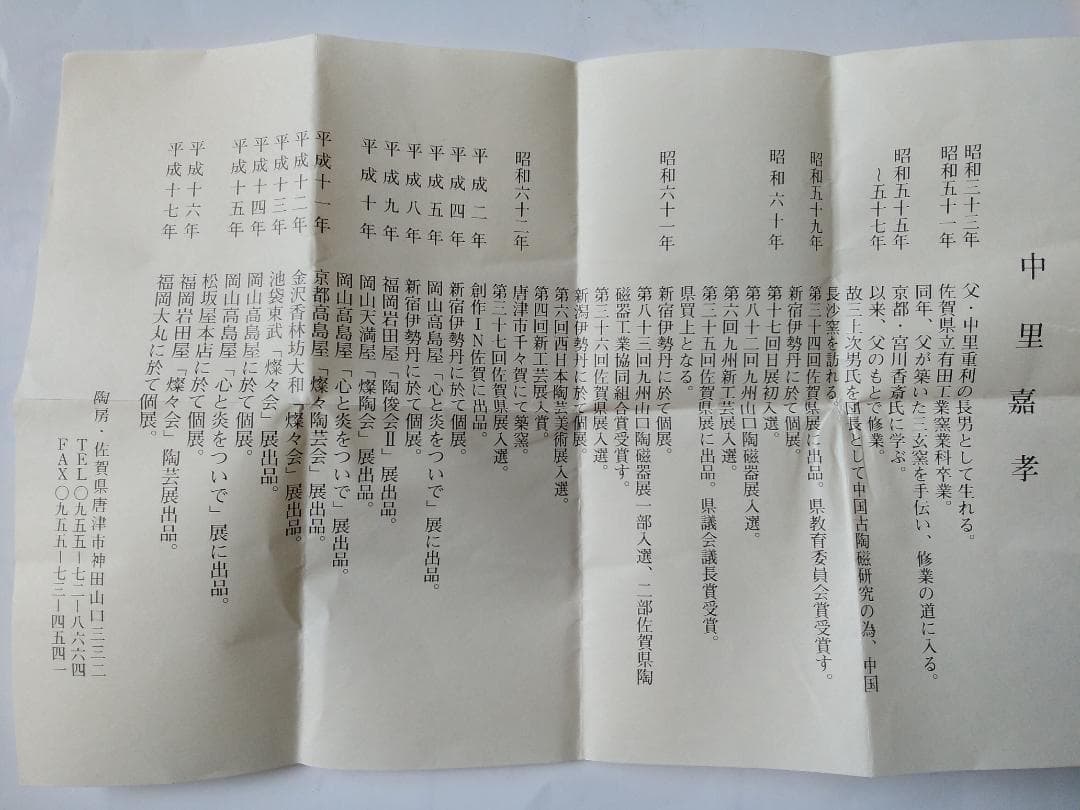 中里嘉孝
昭和三十三年 父・中里重利の長男として生れる。
昭和五十一年 佐賀県立有田工業窯業科卒業。
同年、父が築いた三玄窯を手伝い、修業の道に入る。
昭和五十五年 京都・宮川香斎氏に学ぶ。
～五十七年 以来、父のもとで修業。
故三上次男氏を団長として中国古陶磁研究の為、中国
長沙窯を訪れる。
昭和五十九年 第三十四回佐賀県展に出品。県教育委員会賞受賞す。
新宿伊勢丹に於て個展。
昭和六十年 第十七回日展初入選。
第八十二回九州山口陶磁器展入選。
第六回九州新工芸展入選。
第三十五回佐賀県展に出品。県議会議長賞受賞。
県買上となる。
昭和六十一年 新宿伊勢丹に於て個展。
第八十三回九州山口陶磁器展一部入選、二部佐賀県陶
磁器工業協同組合賞受賞す。
第三十六回佐賀県展入選。
新潟伊勢丹に於て個展。
第六回西日本陶芸美術展入選。
第四回新工芸展入賞。
昭和六十二年 唐津市千々賀にて築窯。
第三十七回佐賀県展入選。
平成二年 創作ＩＮ佐賀に出品。
平成四年 新宿伊勢丹に於て個展。
平成五年 岡山高島屋「心と炎をついで」展に出品。
平成八年 新宿伊勢丹に於て個展。
平成九年 福岡岩田屋「陶俊会Ⅱ」展出品。
平成十年 岡山天満屋「燦陶会」展出品。
岡山高島屋「心と炎をついで」展出品。
平成十一年 京都高島屋「燦々陶芸会」展出品。
平成十二年 金沢香林坊大和「燦々会」展出品。
平成十三年 池袋東武「燦々会」展出品。
平成十四年 岡山高島屋に於て個展。
平成十五年 岡山高島屋「心と炎をついで」展に出品。
松坂屋本店に於て個展。
平成十六年 福岡岩田屋「燦々会」陶芸展出品。
平成十七年 福岡大丸に於て個展。
陶房・佐賀県唐津市神田山口三三二
ＴＥＬ〇九五五―七二―八六六四
ＦＡＸ〇九五五―七三―四五四一